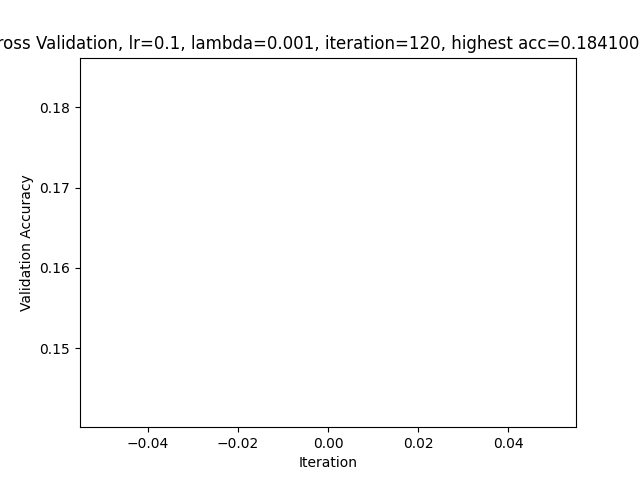 ross Validation, lr=0.1, lambda=0.001, iteration=120, highest acc=0.184100
0.18
0.17
0.16
0.15
Validation Accuracy
−0.04 −0.02 0.00 0.02 0.04
Iteration